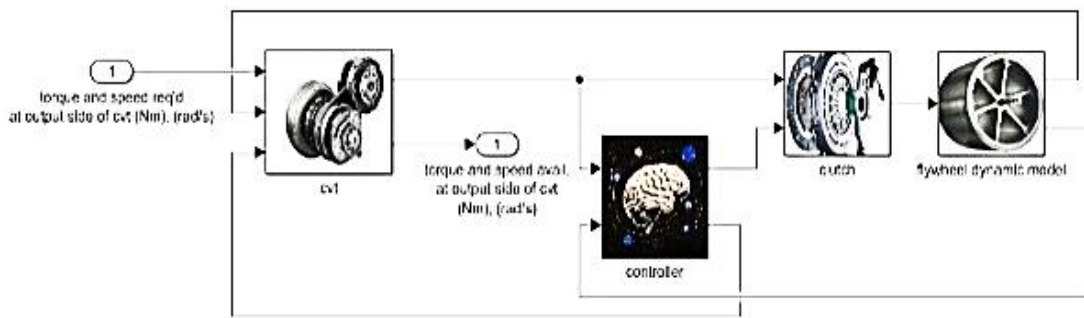 1
torque and speed req'd
at output side of cvt (Nm), (rad/s)
cvt
1
torque and speed avail.
at output side of cvt
(Nm), (rad/s)
controller
clutch
flywheel dynamic model